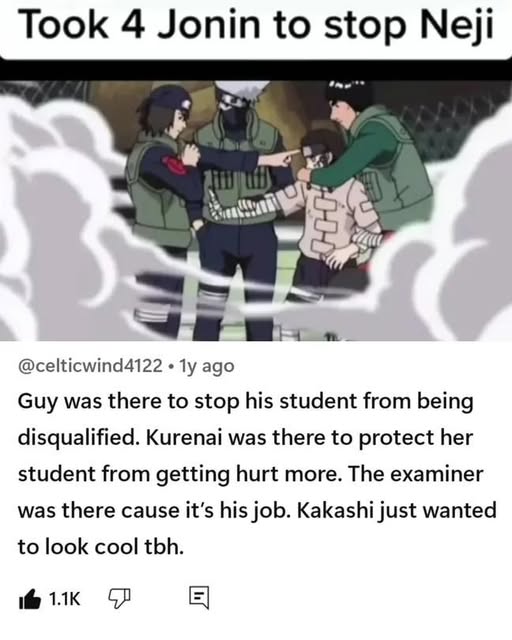 Took 4 Jonin to stop Neji
@celticwind4122 • 1y ago
Guy was there to stop his student from being
disqualified. Kurenai was there to protect her
student from getting hurt more. The examiner
was there cause it's his job. Kakashi just wanted
to look cool tbh.
1.1K